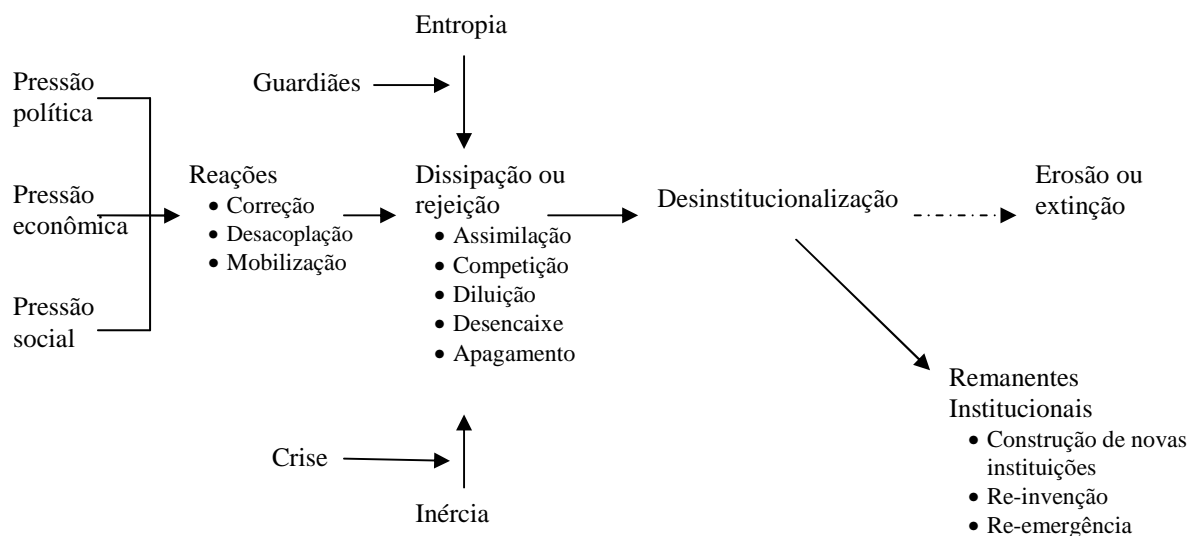 Entropia
Guardiães
Pressão
política
Pressão
econômica
Pressão
social
Reações
• Correção
• Desacoplação
• Mobilização
Dissipação ou
rejeição
• Assimilação
• Competição
• Diluição
• Desencaixe
• Apagamento
Desinstitucionalização
Erosão ou
extinção
Crise
Inércia
Remanentes
Institucionais
• Construção de novas
instituições
• Re-invenção
• Re-emergência